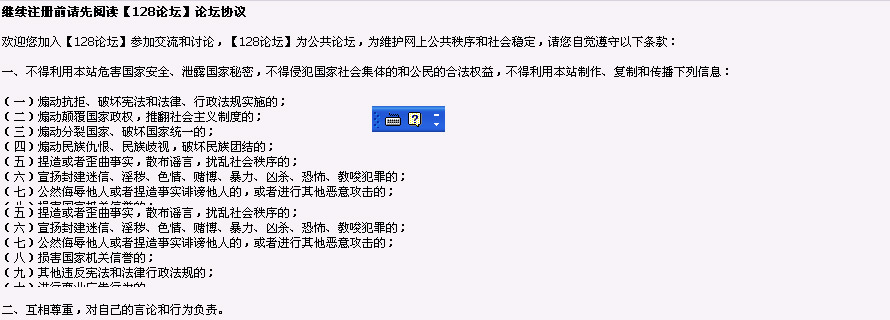 继续注册前请先阅读【128论坛】论坛协议
欢迎您加入【128论坛】参加交流和讨论，【128论坛】为公共论坛，为维护网上公共秩序和社会稳定，请您自觉遵守以下条款：
一、不得利用本站危害国家安全、泄露国家秘密，不得侵犯国家社会集体的和公民的合法权益，不得利用本站制作、复制和传播下列信息：
（一）煽动抗拒、破坏宪法和法律、行政法规实施的；
（二）煽动颠覆国家政权，推翻社会主义制度的；
（三）煽动分裂国家、破坏国家统一的；
（四）煽动民族仇恨、民族歧视，破坏民族团结的；
（五）捏造或者歪曲事实，散布谣言，扰乱社会秩序的；
（六）宣扬封建迷信、淫秽、色情、赌博、暴力、凶杀、恐怖、教唆犯罪的；
（七）公然侮辱他人或者捏造事实诽谤他人的，或者进行其他恶意攻击的；
（五）捏造或者歪曲事实，散布谣言，扰乱社会秩序的；
（六）宣扬封建迷信、淫秽、色情、赌博、暴力、凶杀、恐怖、教唆犯罪的；
（七）公然侮辱他人或者捏造事实诽谤他人的，或者进行其他恶意攻击的；
（八）损害国家机关信誉的；
（九）其他违反宪法和法律行政法规的；
二、互相尊重，对自己的言论和行为负责。